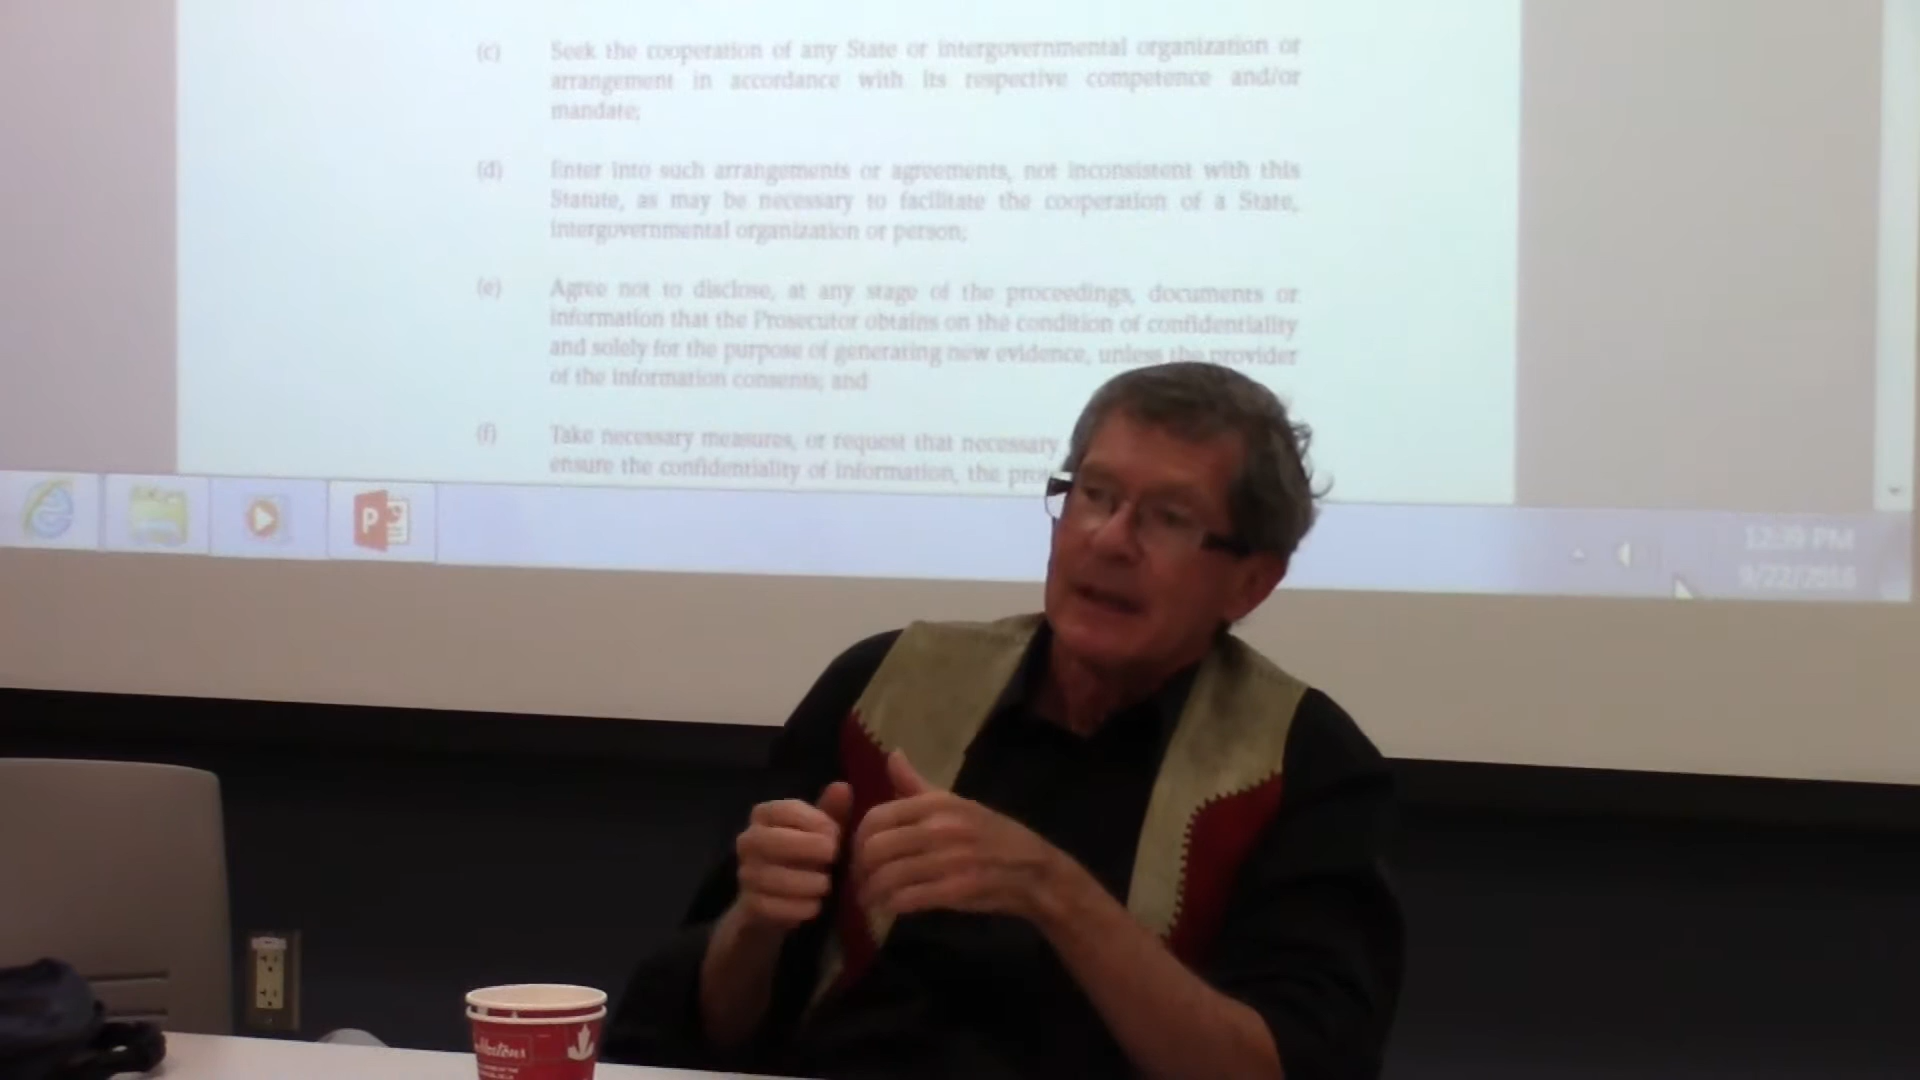 (c) Seek the cooperation of any State or intergovernmental organization or
arrangement in accordance with its respective competence and/or
mandate;
(d) Enter into such arrangements or agreements, not inconsistent with this
Statute, as may be necessary to facilitate the cooperation of a State,
intergovernmental organization or person;
(e) Agree not to disclose, at any stage of the proceedings, documents or
information that the Prosecutor obtains on the condition of confidentiality
and solely for the purpose of generating new evidence, unless the provider
of the information consents; and
(f) Take necessary measures, or request that necessary
ensure the confidentiality of information, the
P
12:39 PM
Hortons